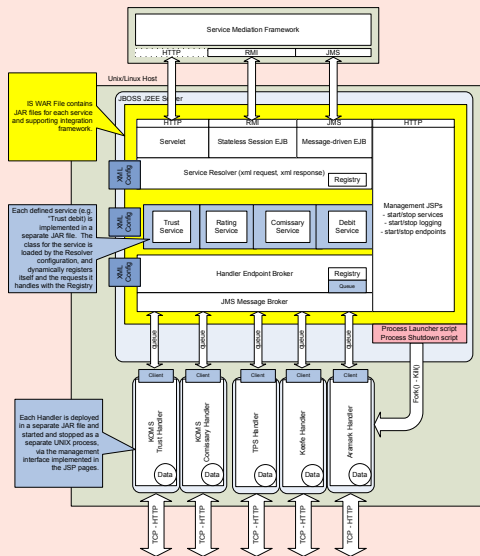 Service Mediation Framework
HTTP
RMI
JMS
Unix/Linux Host
JBOSS J2EE Server
IS WAR File contains
JAR files for each service
and supporting integration
framework.
HTTP
RMI
JMS
HTTP
Servelet
Stateless Session EJB
Message-driven EJB
XML
Config
Service Resolver (xml request, xml response)
Registry
Management JSPs
- start/stop services
- start/stop logging
- start/stop endpoints
Each defined service (e.g.
“Trust debit) is
implemented in a
separate JAR file. The
class for the service is
loaded by the Resolver
configuration, and
dynamically registers
itself and the requests it
handles with the Registry
XML
Config
Trust
Service
Rating
Service
Comissary
Service
Debit
Service
XML
Config
Handler Endpoint Broker
Registry
Queue
JMS Message Broker
Process Launcher script
Process Shutdown script
queue
queue
queue
queue
queue
Fork() - Kill()
Client
Client
Client
Client
Client
Each Handler is deployed
in a separate JAR file and
started and stopped as a
separate UNIX process,
via the management
interface implemented in
the JSP pages.
KOMS
Trust Handler
KOMS
Comissary Handler
TPS Handler
Keefe Handler
Aramark Handler
Data
Data
Data
Data
Data
TCP - HTTP
TCP - HTTP
TCP - HTTP
TCP - HTTP
TCP - HTTP